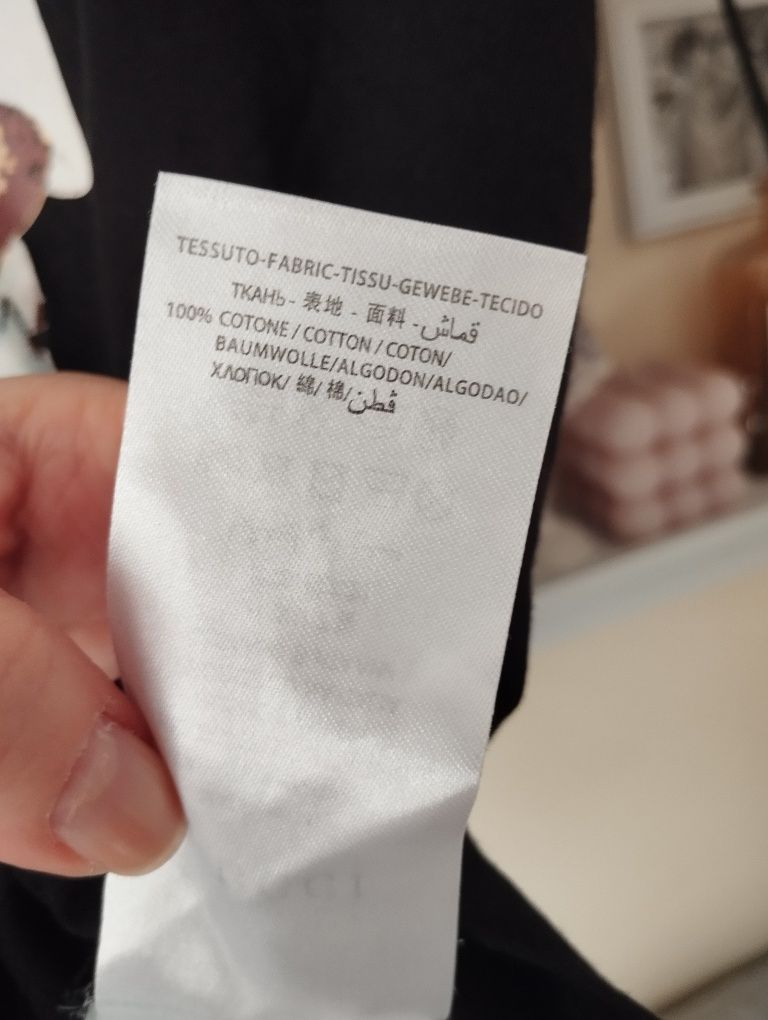 TESSUTO-FABRIC-TISSU-GEWEBE-TECIDO
ТКАНЬ - 表地 - 面料 - قماش
100% COTONE / COTTON / COTON/
BAUMWOLLE/ALGODON/ALGODAO/
ХЛОПОК/ 綿/ 棉/قطن